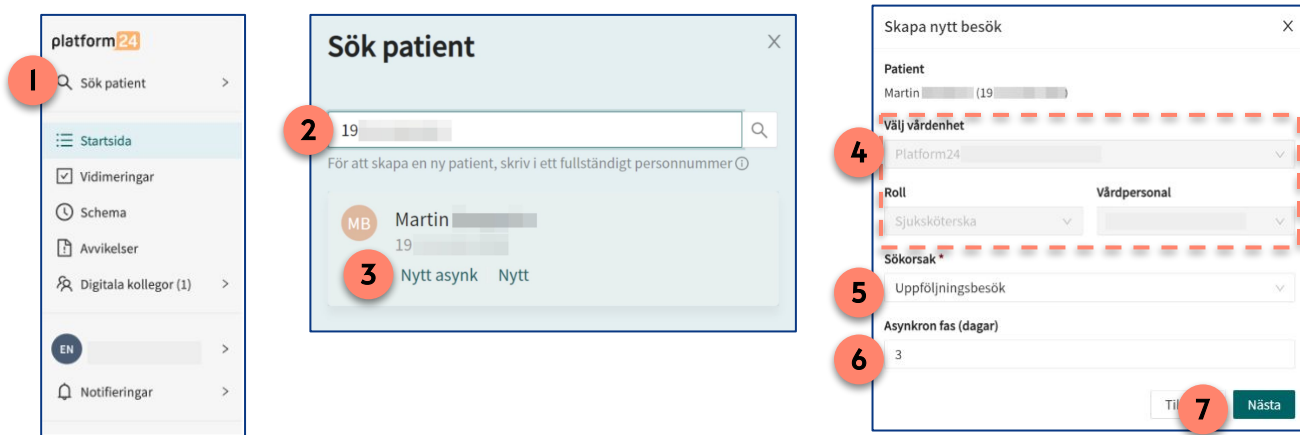 platform24
1
Sök patient
Startsida
Vidimeringar
Schema
Avvikelser
Digitala kollegor (1)
EN
Notifieringar
Sök patient
2
19
För att skapa en ny patient, skriv i ett fullständigt personnummer
MB
Martin
19
3
Nytt asynk Nytt
Skapa nytt besök
Patient
Martin (19 )
Välj vårdenhet
4
Platform24
Roll Vårdpersonal
Sjuksköterska
Sökorsak *
5
Uppföljningsbesök
Asynkron fas (dagar)
6
3
7
Nästa